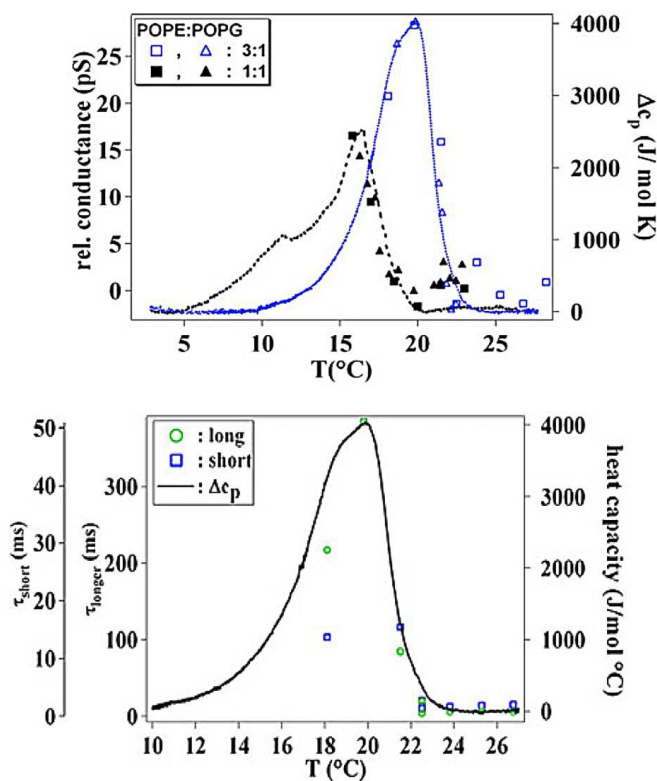 POPE:POPG
□ , △ : 3:1
■ , ▲ : 1:1
rel. conductance (pS)
25
20
15
10
5
0
4000
3000
2000
1000
0
Δcp (J/ mol K)
5 10 15 20 25
T(°C)
○ : long
□ : short
— : Δcp
τshort (ms)
50
40
30
20
10
0
τlonger (ms)
300
200
100
0
4000
3000
2000
1000
0
heat capacity (J/mol °C)
10 12 14 16 18 20 22 24 26
T (°C)